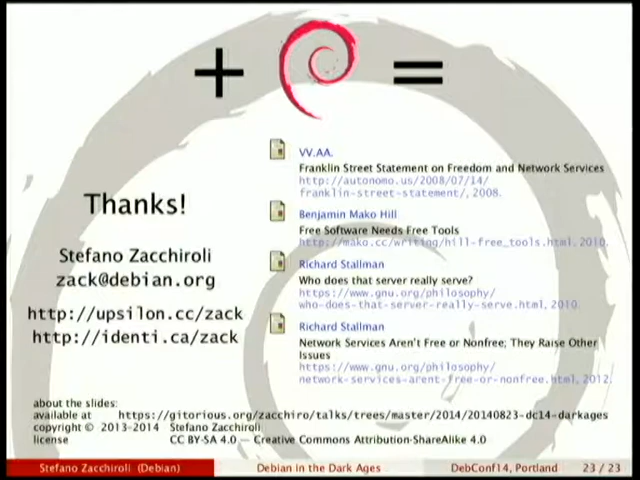 + =
Thanks!
Stefano Zacchiroli
zack@debian.org
http://upsilon.cc/zack
http://identi.ca/zack
VV.AA.
Franklin Street Statement on Freedom and Network Services
http://autonomo.us/2008/07/14/
franklin-street-statement/, 2008.
Benjamin Mako Hill
Free Software Needs Free Tools
http://mako.cc/writing/hill-free_tools.html, 2010.
Richard Stallman
Who does that server really serve?
https://www.gnu.org/philosophy/
who-does-that-server-really-serve.html, 2010.
Richard Stallman
Network Services Aren't Free or Nonfree; They Raise Other
Issues
https://www.gnu.org/philosophy/
network-services-arent-free-or-nonfree.html, 2012.
about the slides:
available at https://gitorious.org/zacchiro/talks/trees/master/2014/20140823-dc14-darkages
copyright © 2013-2014 Stefano Zacchiroli
license CC BY-SA 4.0 — Creative Commons Attribution-ShareAlike 4.0
Stefano Zacchiroli (Debian) Debian in the Dark Ages DebConf14, Portland 23 / 23